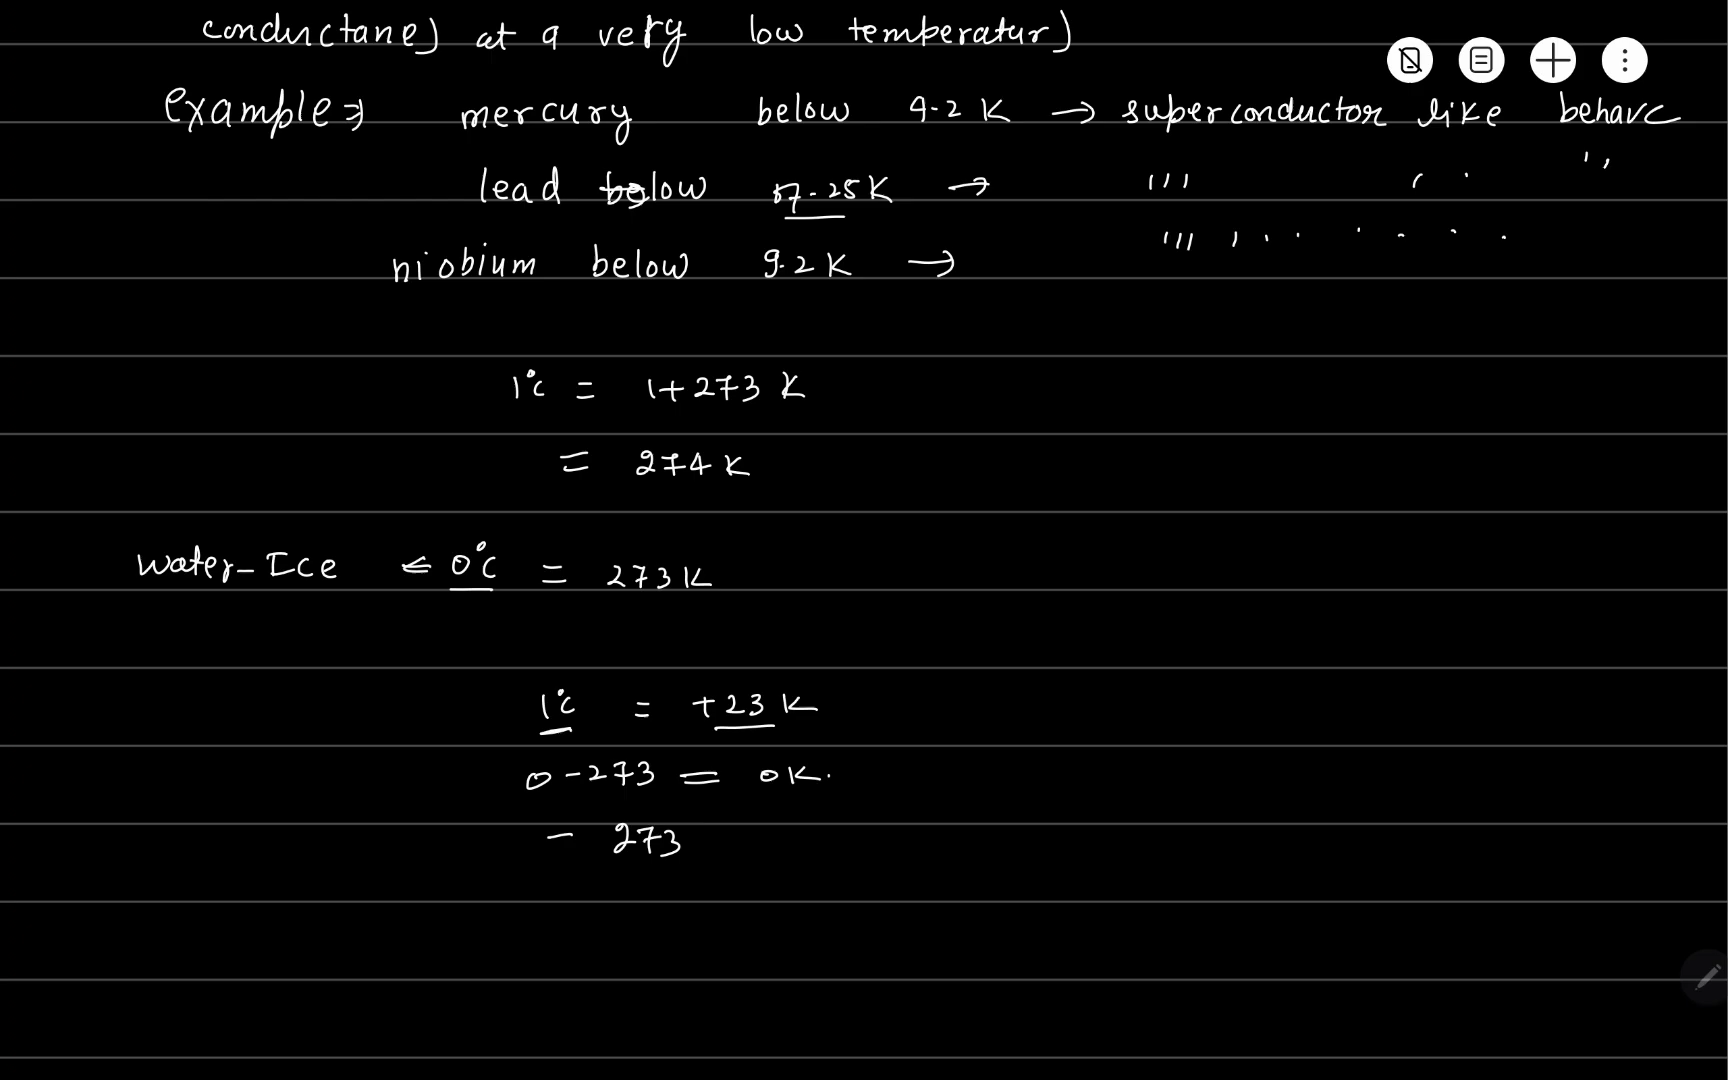 conductane) at a very low temperatur)
example⇒ mercury below 4.2 K → superconductor like behave
lead below 7.25 K → ''' ' ' ''
niobium below 9.2 K → ''' ' ' ' ' ' ' '
1°C = 1+273 K
= 274 K
Water-Ice ⇐ 0°C = 273K
1°C = +23 K
0 -273 = 0K.
- 273